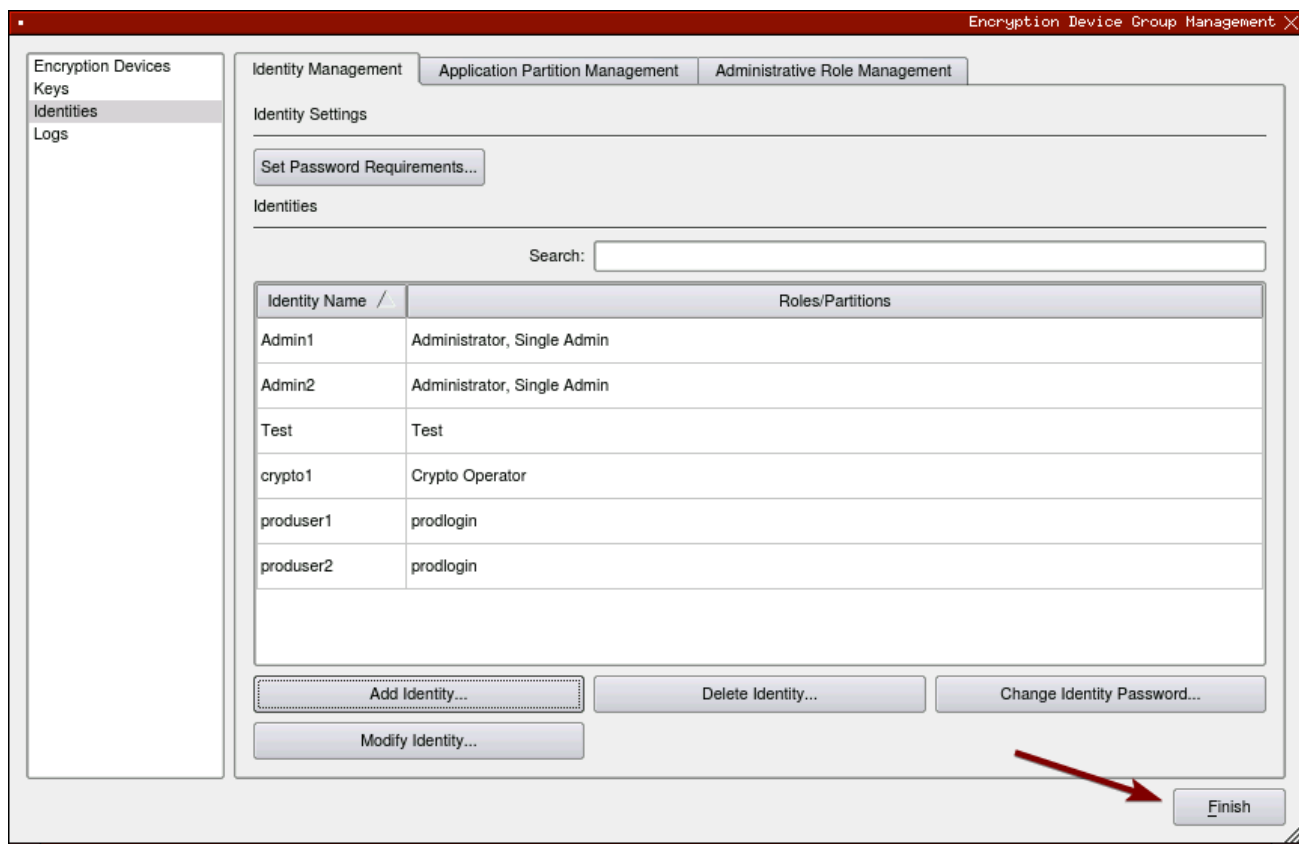 Encryption Device Group Management
Encryption Devices
Keys
Identities
Logs
Identity Management Application Partition Management Administrative Role Management
Identity Settings
Set Password Requirements...
Identities
Search:
Identity Name Roles/Partitions
Admin1 Administrator, Single Admin
Admin2 Administrator, Single Admin
Test Test
crypto1 Crypto Operator
produser1 prodlogin
produser2 prodlogin
Add Identity... Delete Identity... Change Identity Password...
Modify Identity...
Finish